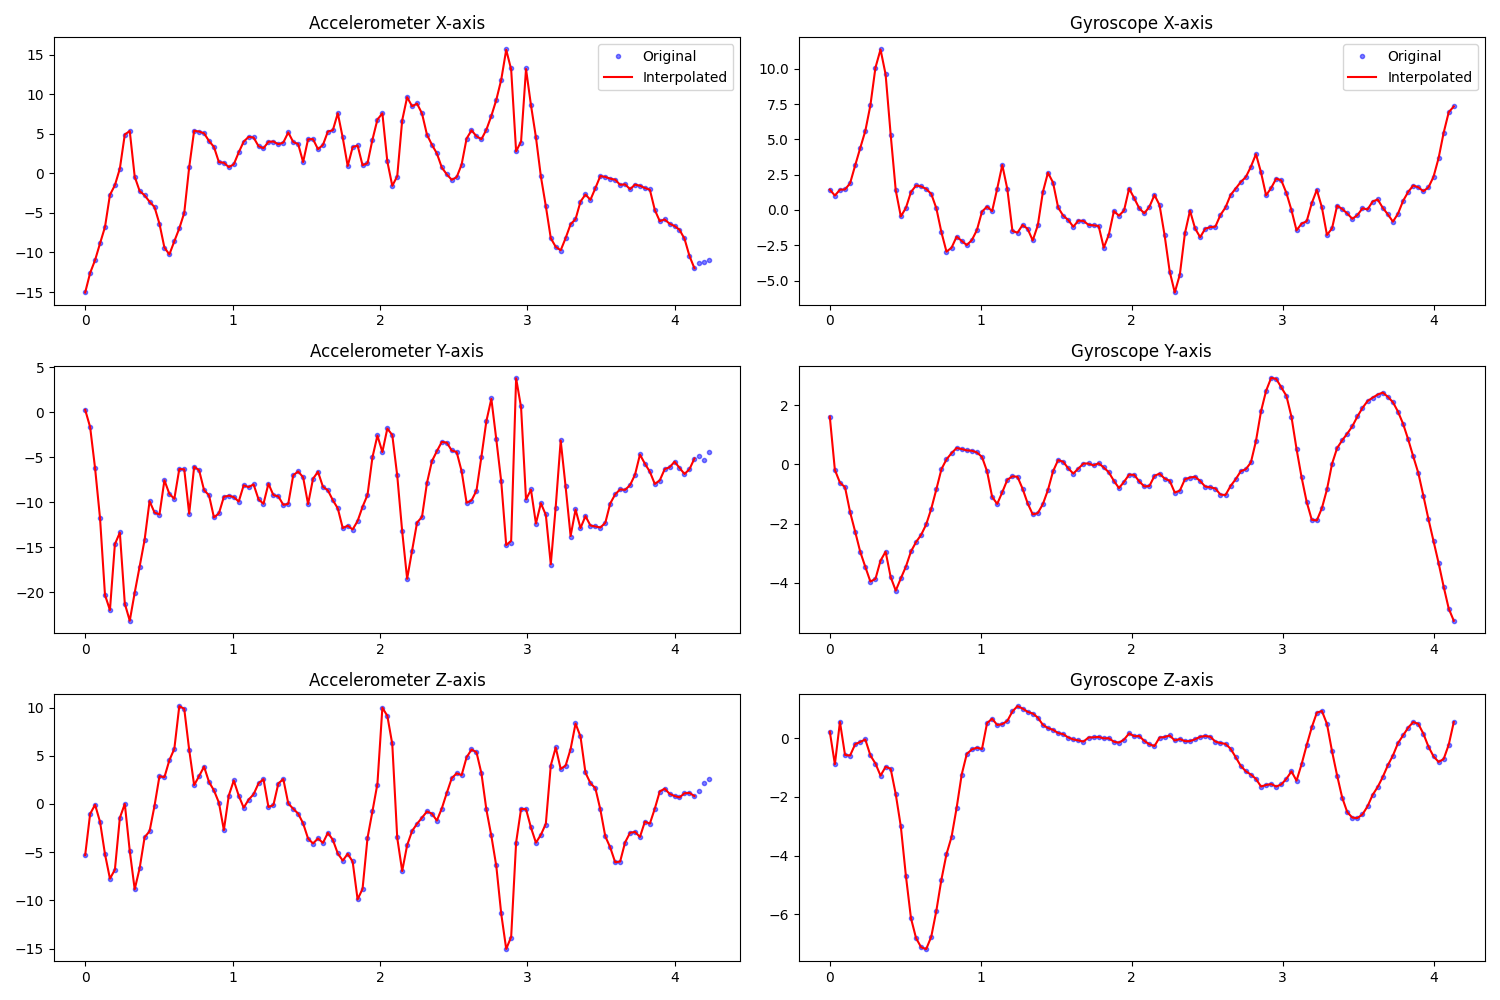 Accelerometer X-axis
15
10
5
0
−5
−10
−15
0 1 2 3 4
Original
Interpolated
Gyroscope X-axis
10.0
7.5
5.0
2.5
0.0
−2.5
−5.0
0 1 2 3 4
Original
Interpolated
Accelerometer Y-axis
5
0
−5
−10
−15
−20
0 1 2 3 4
Gyroscope Y-axis
2
0
−2
−4
0 1 2 3 4
Accelerometer Z-axis
10
5
0
−5
−10
−15
0 1 2 3 4
Gyroscope Z-axis
0
−2
−4
−6
0 1 2 3 4